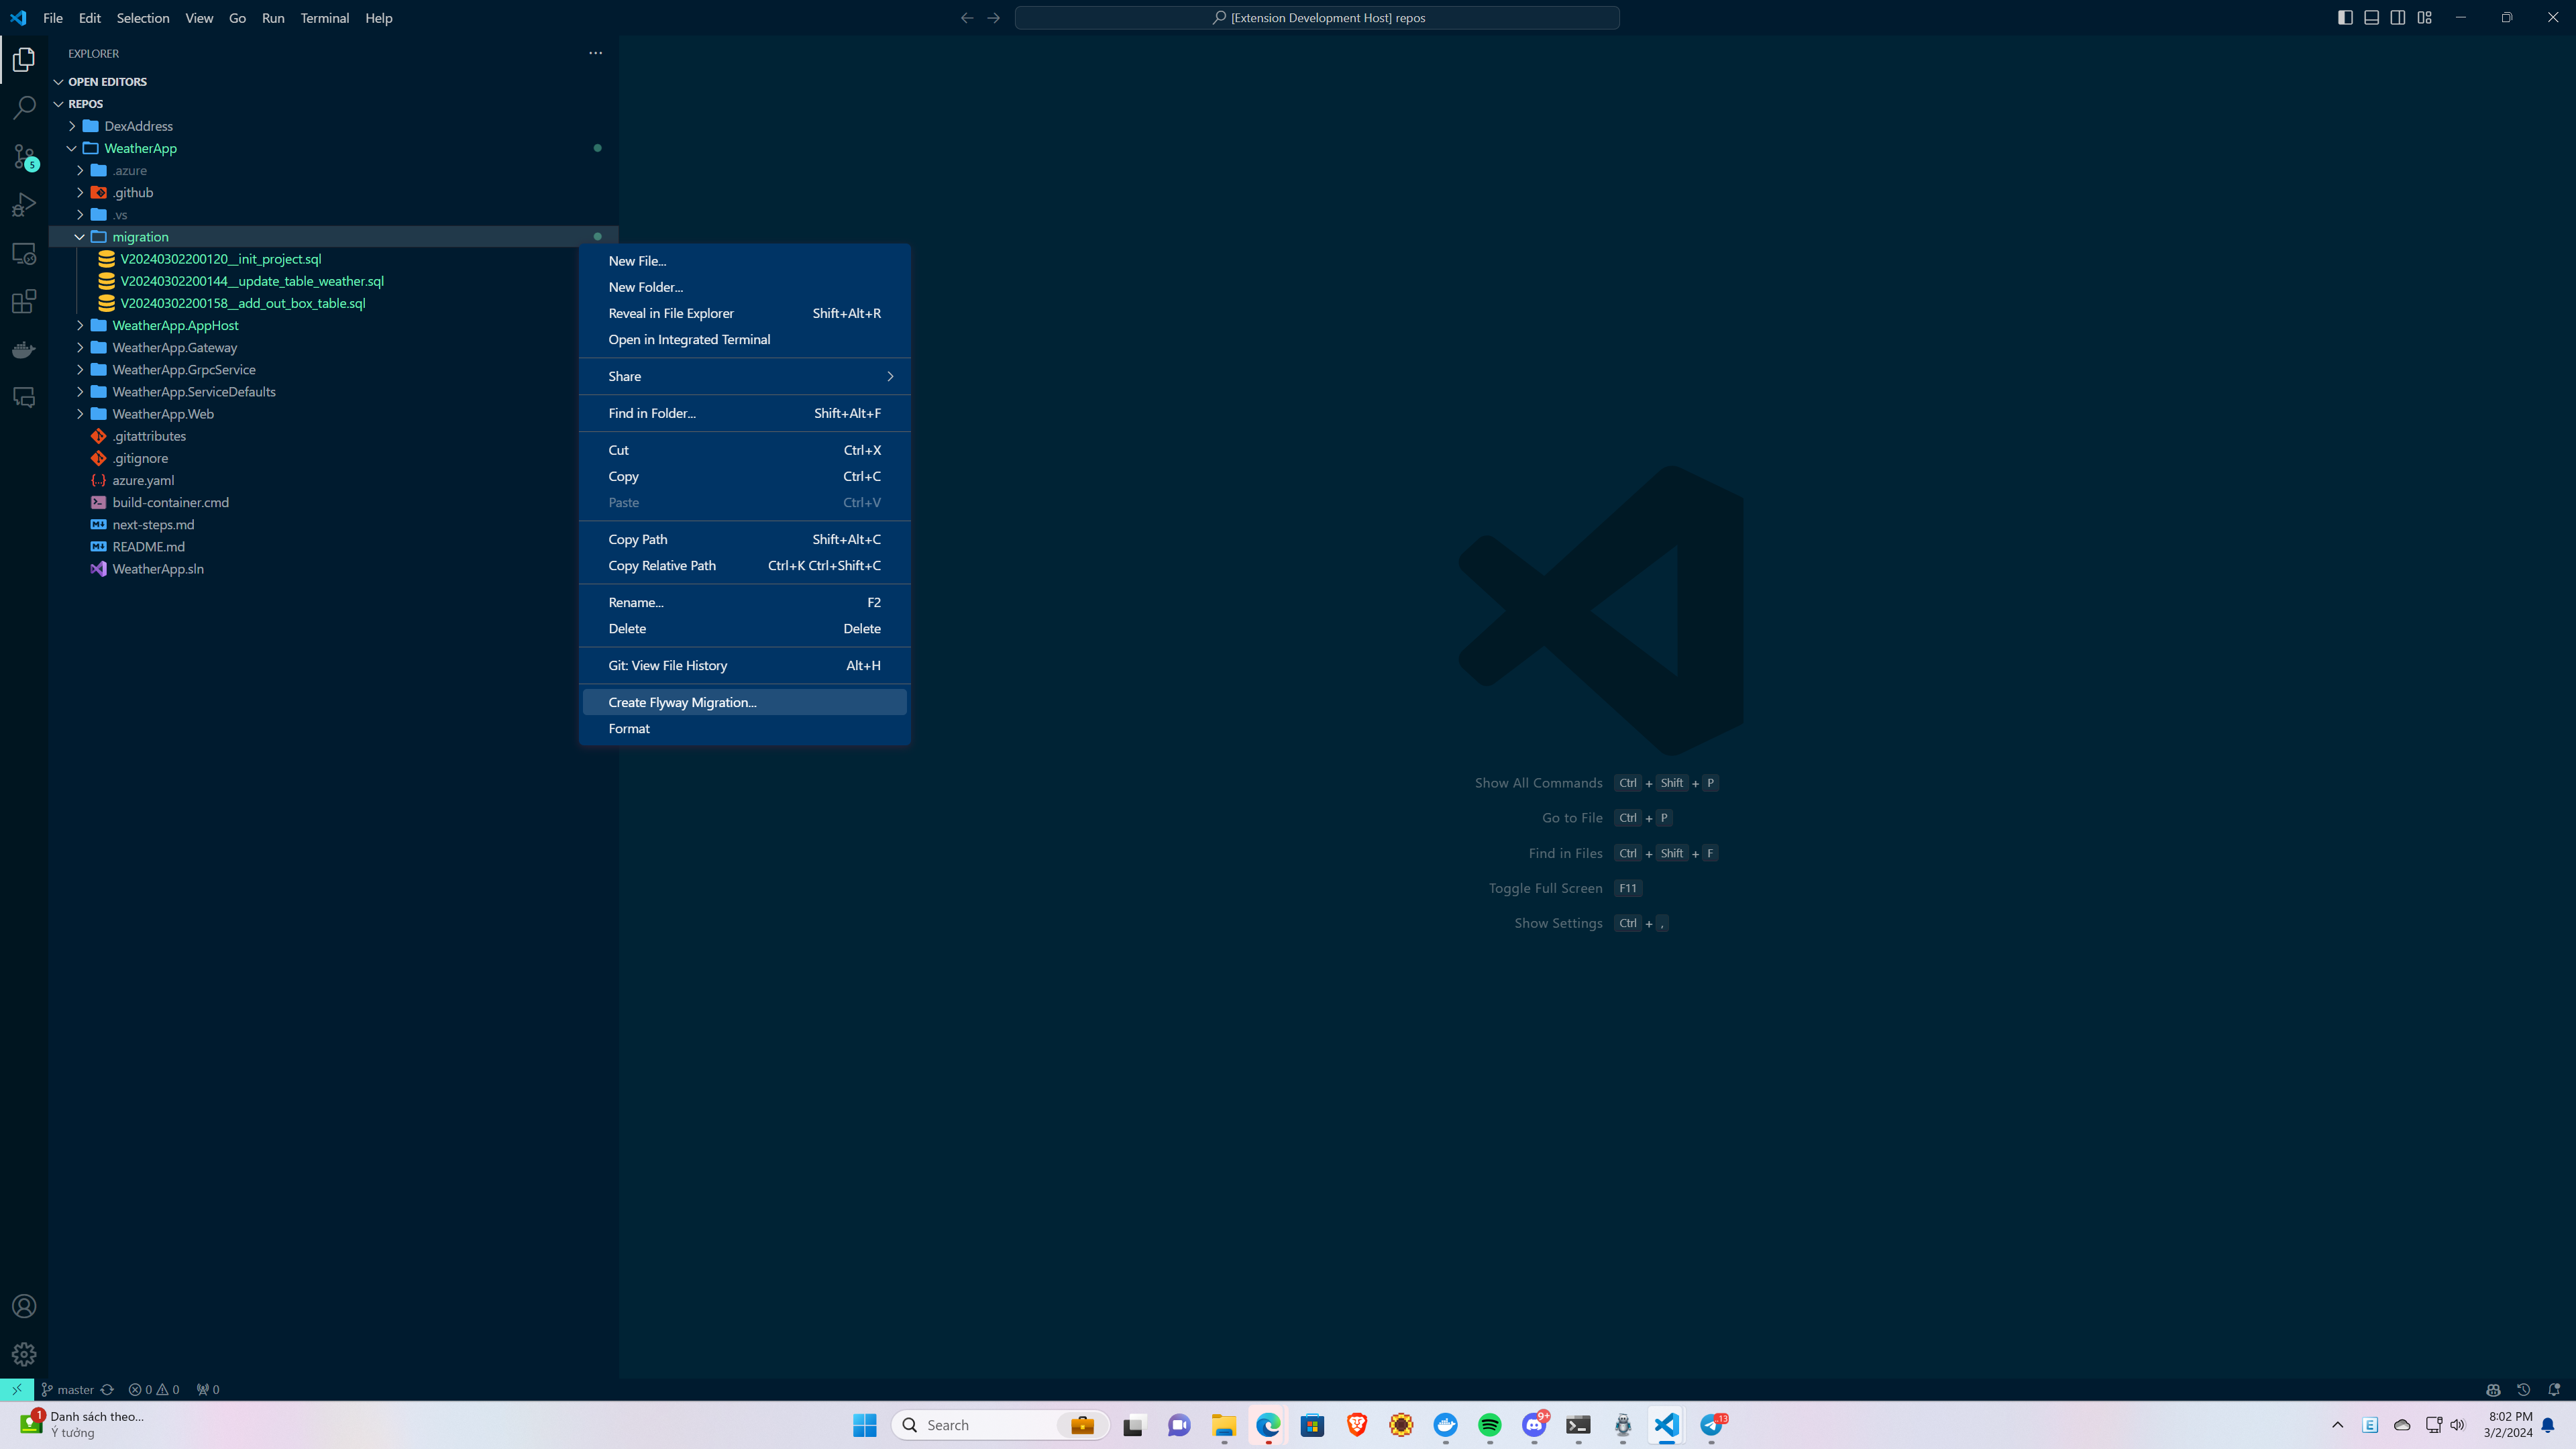 File Edit Selection View Go Run Terminal Help
[Extension Development Host] repos
EXPLORER
OPEN EDITORS
REPOS
DexAddress
WeatherApp
.azure
.github
.vs
migration
V20240302200120__init_project.sql
V20240302200144__update_table_weather.sql
V20240302200158__add_out_box_table.sql
WeatherApp.AppHost
WeatherApp.Gateway
WeatherApp.GrpcService
WeatherApp.ServiceDefaults
WeatherApp.Web
.gitattributes
.gitignore
azure.yaml
build-container.cmd
next-steps.md
README.md
WeatherApp.sln
5
New File...
New Folder...
Reveal in File Explorer Shift+Alt+R
Open in Integrated Terminal
Share
Find in Folder... Shift+Alt+F
Cut Ctrl+X
Copy Ctrl+C
Paste Ctrl+V
Copy Path Shift+Alt+C
Copy Relative Path Ctrl+K Ctrl+Shift+C
Rename... F2
Delete Delete
Git: View File History Alt+H
Create Flyway Migration...
Format
Show All Commands Ctrl + Shift + P
Go to File Ctrl + P
Find in Files Ctrl + Shift + F
Toggle Full Screen F11
Show Settings Ctrl + ,
master 0 0 0
1 Danh sách theo...
Ý tưởng
Search
9+
13
E
8:02 PM
3/2/2024